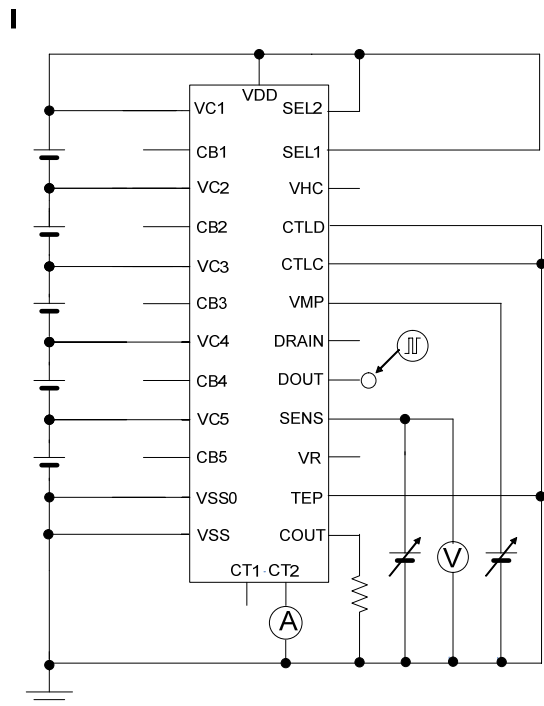 I
VDD
VC1 SEL2
CB1 SEL1
VC2 VHC
CB2 CTLD
VC3 CTLC
CB3 VMP
VC4 DRAIN
CB4 DOUT
VC5 SENS
CB5 VR
VSS0 TEP
VSS COUT
CT1 CT2
V
A